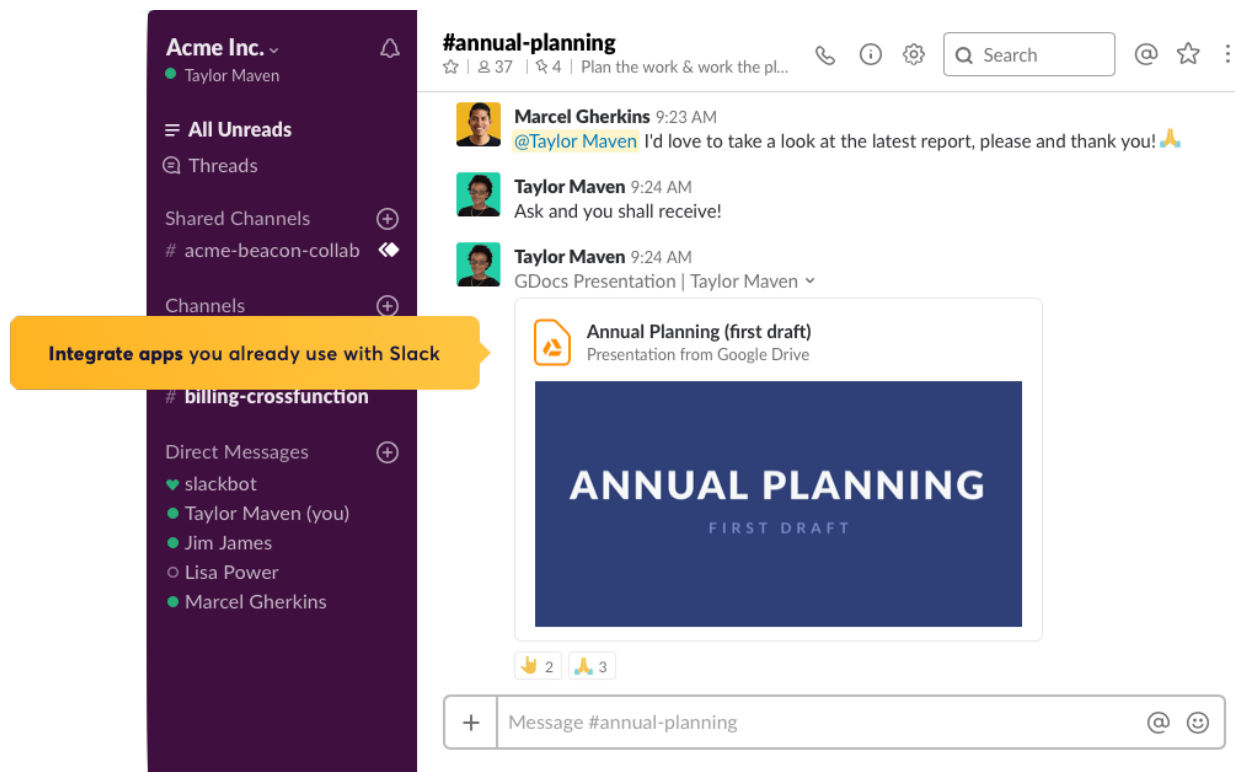 Acme Inc.
Taylor Maven
All Unreads
Threads
Shared Channels
# acme-beacon-collab
Channels
Integrate apps you already use with Slack
# billing-crossfunction
Direct Messages
slackbot
Taylor Maven (you)
Jim James
Lisa Power
Marcel Gherkins
#annual-planning
37 | 4 | Plan the work & work the pl...
Search
Marcel Gherkins 9:23 AM
@Taylor Maven I'd love to take a look at the latest report, please and thank you! 🙏
Taylor Maven 9:24 AM
Ask and you shall receive!
Taylor Maven 9:24 AM
GDocs Presentation | Taylor Maven
Annual Planning (first draft)
Presentation from Google Drive
ANNUAL PLANNING
FIRST DRAFT
🤘 2 🙏 3
Message #annual-planning